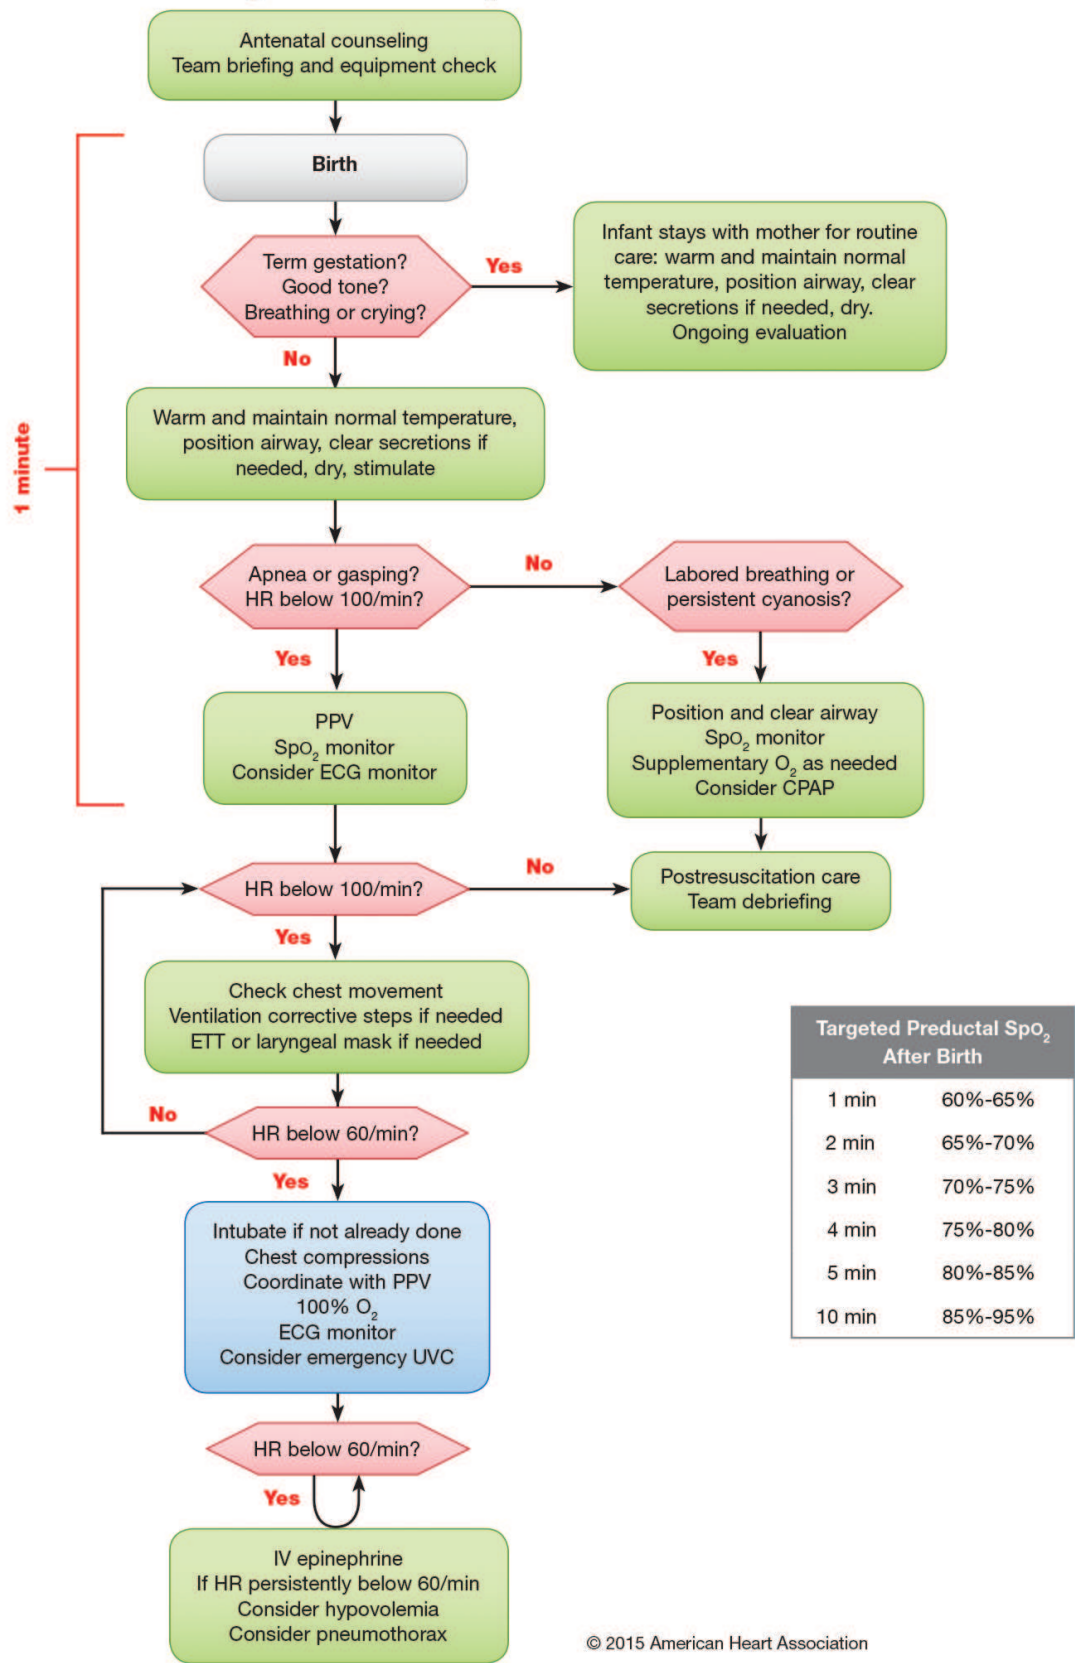 Antenatal counseling
Team briefing and equipment check
Birth
Term gestation?
Good tone?
Breathing or crying?
Yes
Infant stays with mother for routine
care: warm and maintain normal
temperature, position airway, clear
secretions if needed, dry.
Ongoing evaluation
No
1 minute
Warm and maintain normal temperature,
position airway, clear secretions if
needed, dry, stimulate
Apnea or gasping?
HR below 100/min?
No
Labored breathing or
persistent cyanosis?
Yes
Yes
PPV
SpO₂ monitor
Consider ECG monitor
Position and clear airway
SpO₂ monitor
Supplementary O₂ as needed
Consider CPAP
HR below 100/min?
No
Postresuscitation care
Team debriefing
Yes
Check chest movement
Ventilation corrective steps if needed
ETT or laryngeal mask if needed
No
HR below 60/min?
Yes
Intubate if not already done
Chest compressions
Coordinate with PPV
100% O₂
ECG monitor
Consider emergency UVC
HR below 60/min?
Yes
IV epinephrine
If HR persistently below 60/min
Consider hypovolemia
Consider pneumothorax
Targeted Preductal SpO₂
After Birth
1 min 60%-65%
2 min 65%-70%
3 min 70%-75%
4 min 75%-80%
5 min 80%-85%
10 min 85%-95%
© 2015 American Heart Association